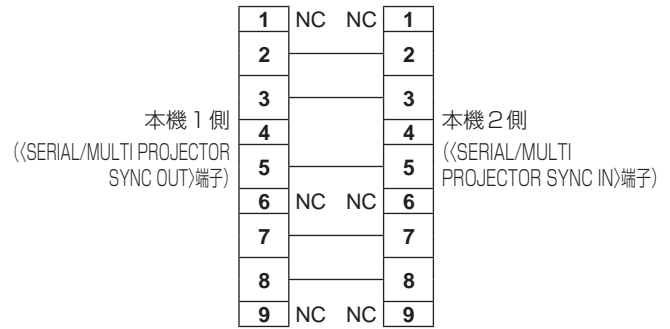 1 NC NC 1
2 2
3 3
本機1側
(〈SERIAL/MULTI PROJECTOR
SYNC OUT〉端子)
4 4
本機2側
(〈SERIAL/MULTI
PROJECTOR SYNC IN〉端子)
5 5
6 NC NC 6
7 7
8 8
9 NC NC 9